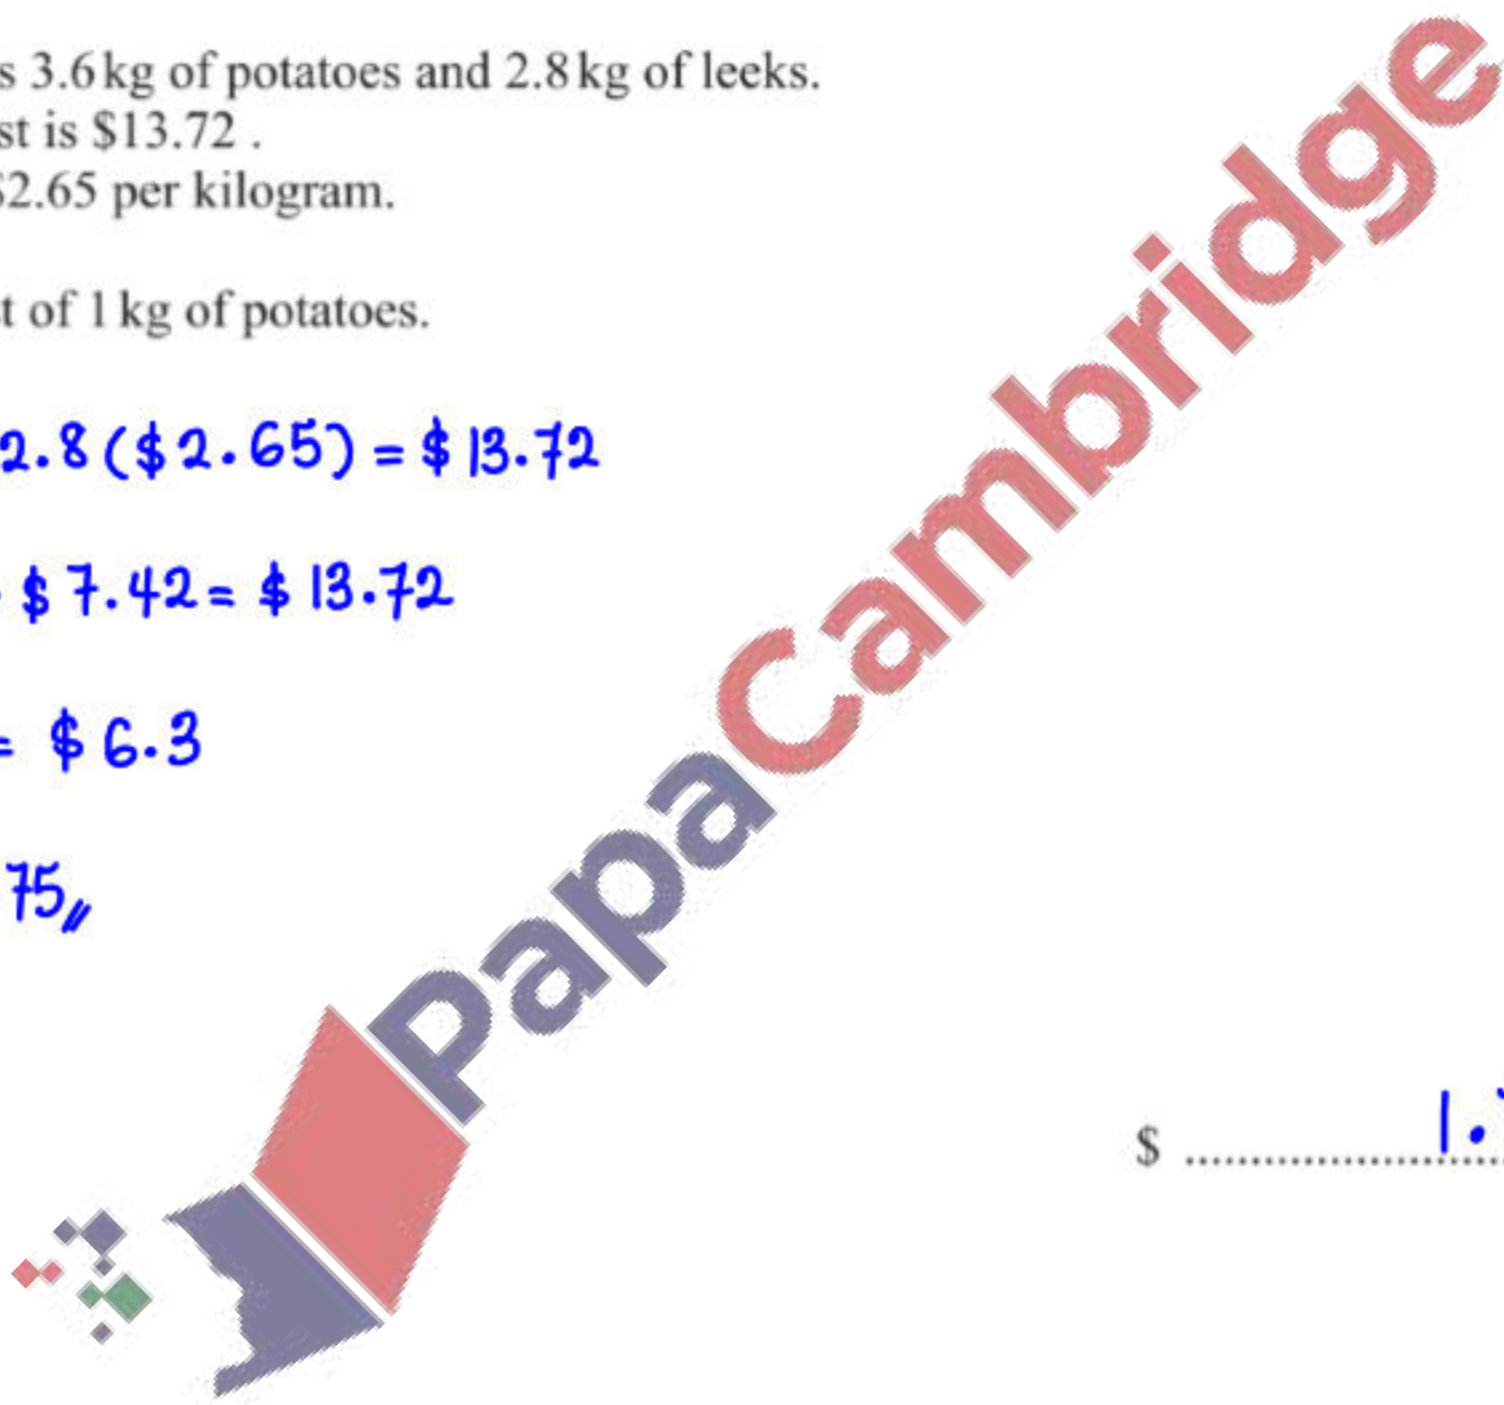 s 3.6 kg of potatoes and 2.8 kg of leeks.
st is $13.72 .
$2.65 per kilogram.
t of 1 kg of potatoes.
2.8 ($2.65) = $13.72
$7.42 = $13.72
= $6.3
75
PapaCambridge
$ .................... 1.